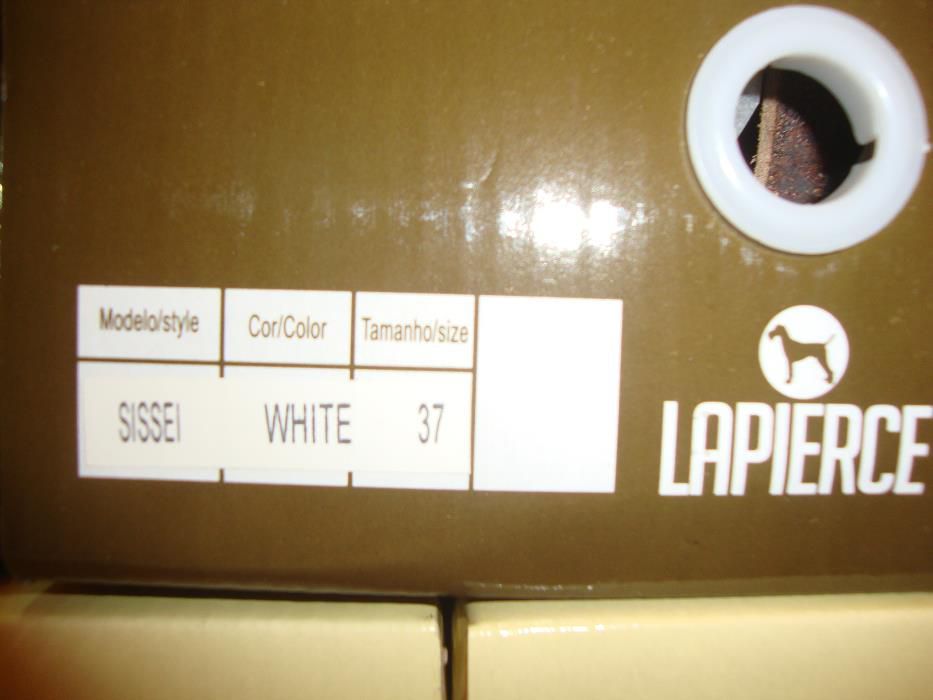 Modelo/style Cor/Color Tamanho/size
SISSEI WHITE 37
LAPIERCE